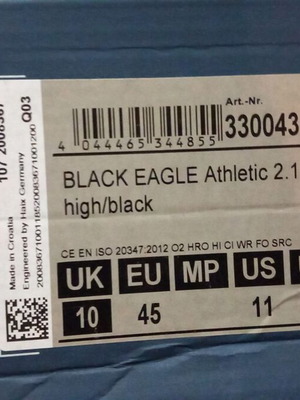 Art.-Nr.
330043
4 044465 344855
BLACK EAGLE Athletic 2.1
high/black
CE EN ISO 20347:2012 O2 HRO HI CI WR FO SRC
UK EU MP US
10 45 11
Q03
Made in Croatia
Engineered by Haix Germany